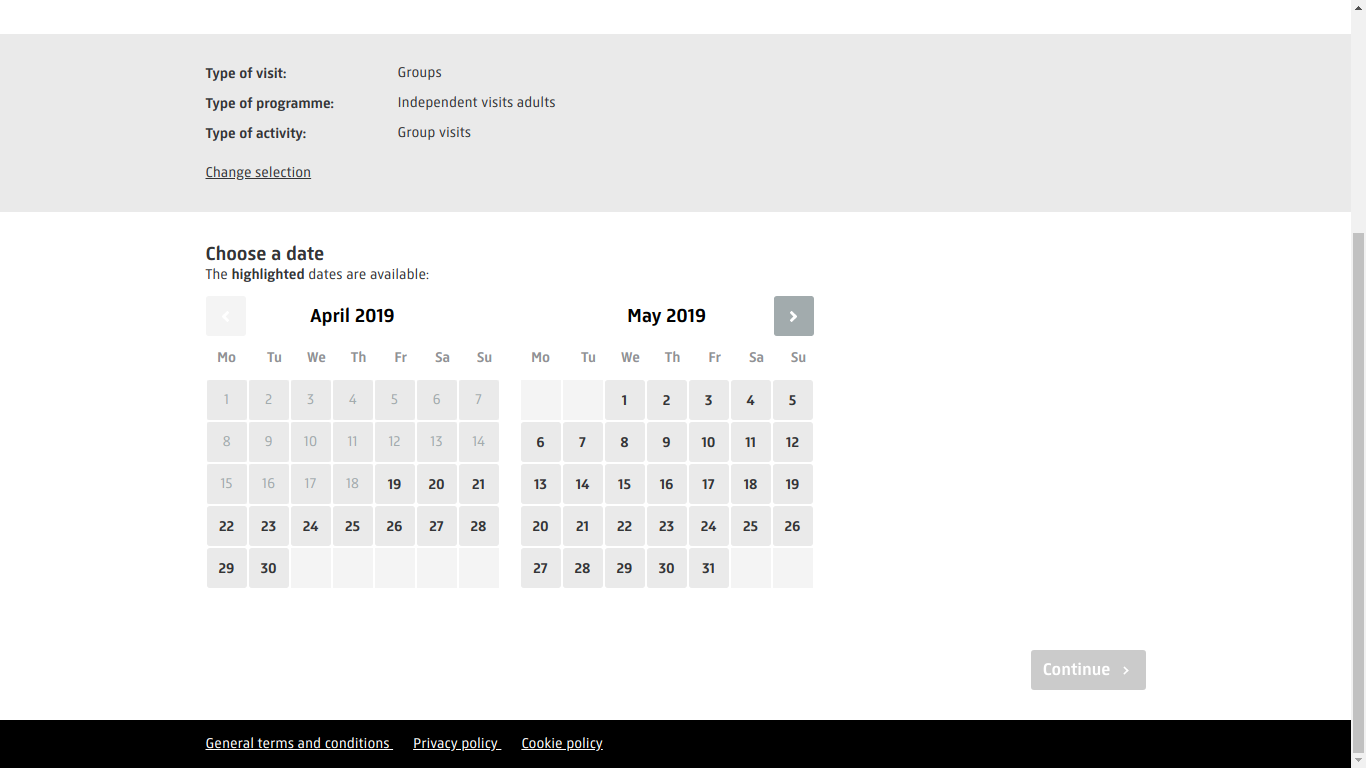 Type of visit: Groups
Type of programme: Independent visits adults
Type of activity: Group visits
Change selection
Choose a date
The highlighted dates are available:
April 2019
Mo Tu We Th Fr Sa Su
1 2 3 4 5 6 7
8 9 10 11 12 13 14
15 16 17 18 19 20 21
22 23 24 25 26 27 28
29 30
May 2019
Mo Tu We Th Fr Sa Su
1 2 3 4 5
6 7 8 9 10 11 12
13 14 15 16 17 18 19
20 21 22 23 24 25 26
27 28 29 30 31
Continue
General terms and conditions Privacy policy Cookie policy